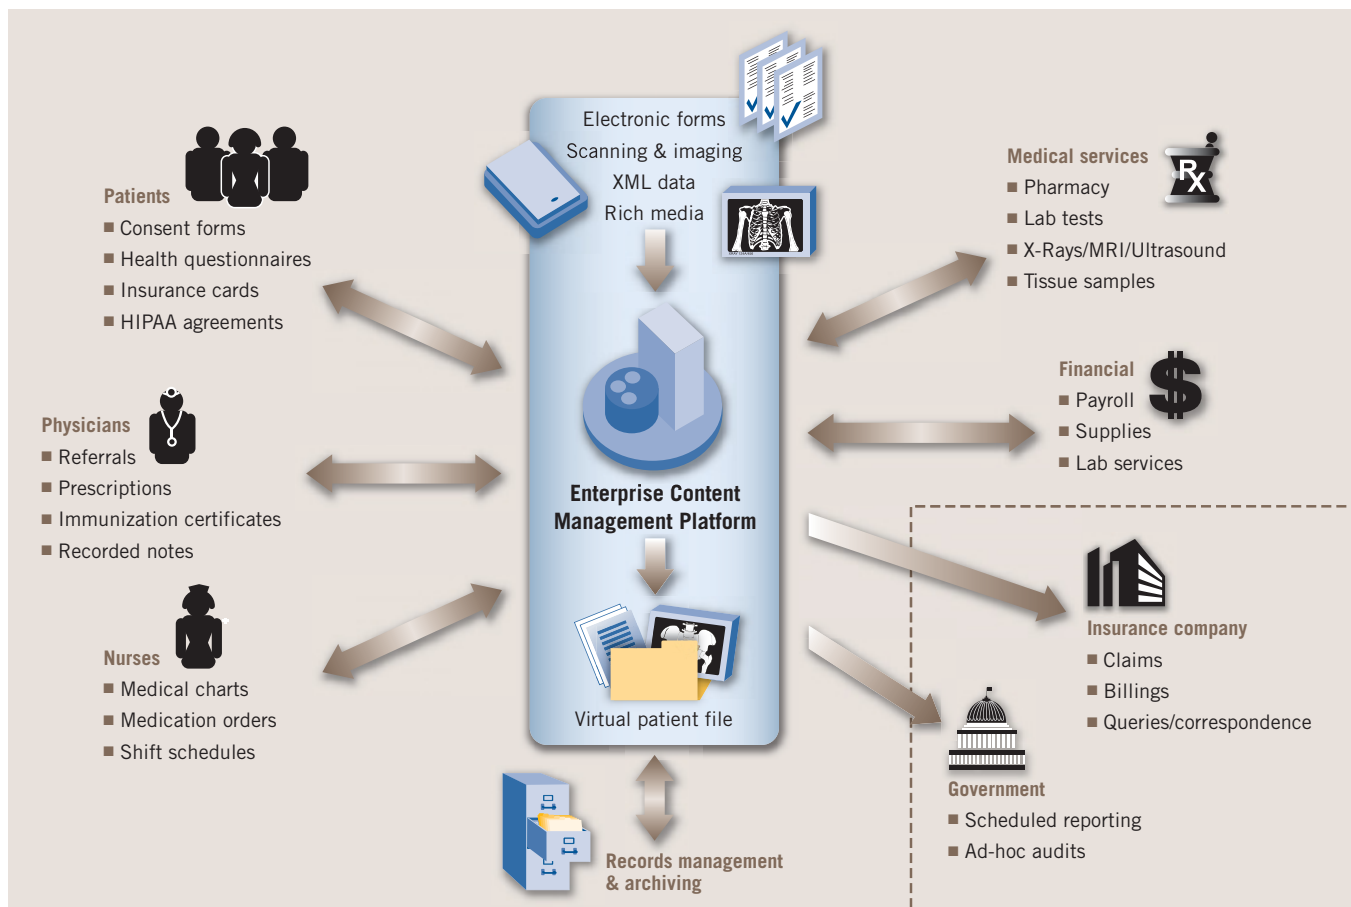 Electronic forms
Scanning & imaging
XML data
Rich media
Enterprise Content
Management Platform
Virtual patient file
Patients
■ Consent forms
■ Health questionnaires
■ Insurance cards
■ HIPAA agreements
Physicians
■ Referrals
■ Prescriptions
■ Immunization certificates
■ Recorded notes
Nurses
■ Medical charts
■ Medication orders
■ Shift schedules
Medical services
Rx
■ Pharmacy
■ Lab tests
■ X-Rays/MRI/Ultrasound
■ Tissue samples
Financial
$
■ Payroll
■ Supplies
■ Lab services
Insurance company
■ Claims
■ Billings
■ Queries/correspondence
Government
■ Scheduled reporting
■ Ad-hoc audits
Records management
& archiving